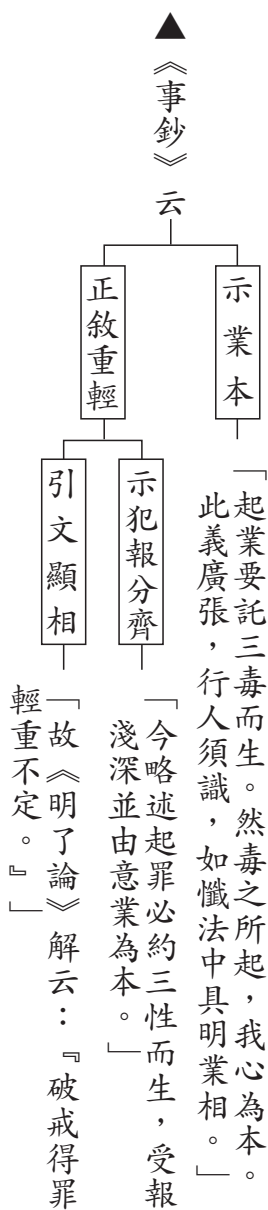 ▲《事鈔》云
示業本
「起業要託三毒而生。然毒之所起，我心為本。
此義廣張，行人須識，如懺法中具明業相。」
正敘重輕
示犯報分齊
「今略述起罪必約三性而生，受報
淺深並由意業為本。」
引文顯相
「故《明了論》解云：『破戒得罪
輕重不定。』」